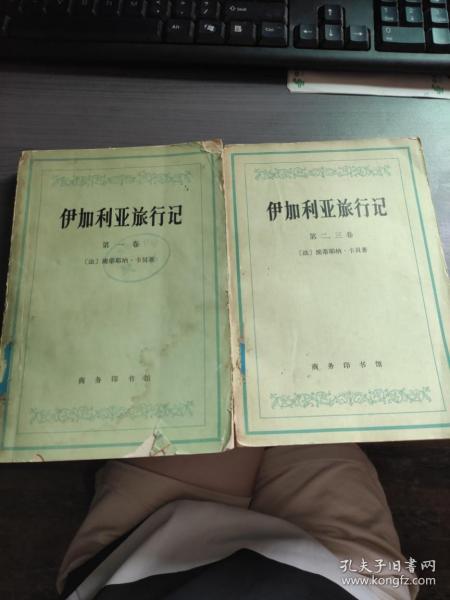 伊加利亚旅行记
第一卷
〔法〕埃蒂耶纳·卡贝著
商务印书馆
伊加利亚旅行记
第二、三卷
〔法〕埃蒂耶纳·卡贝著
商务印书馆
孔夫子旧书网
www.kongfz.com